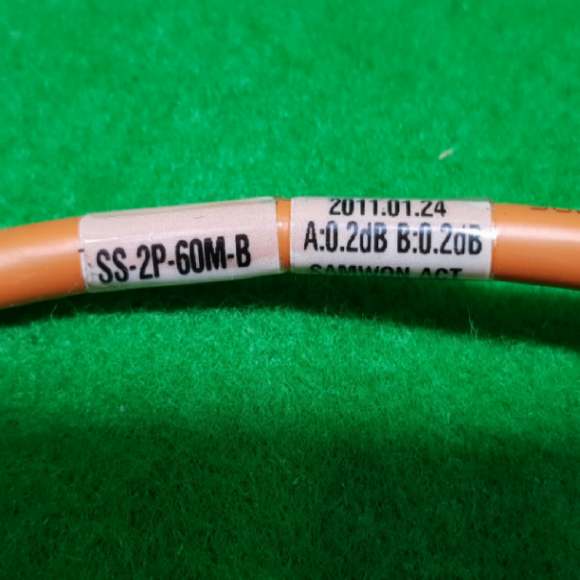 SS-2P-60M-B
2011.01.24
A:0.2dB B:0.2dB
SAMWON ACT